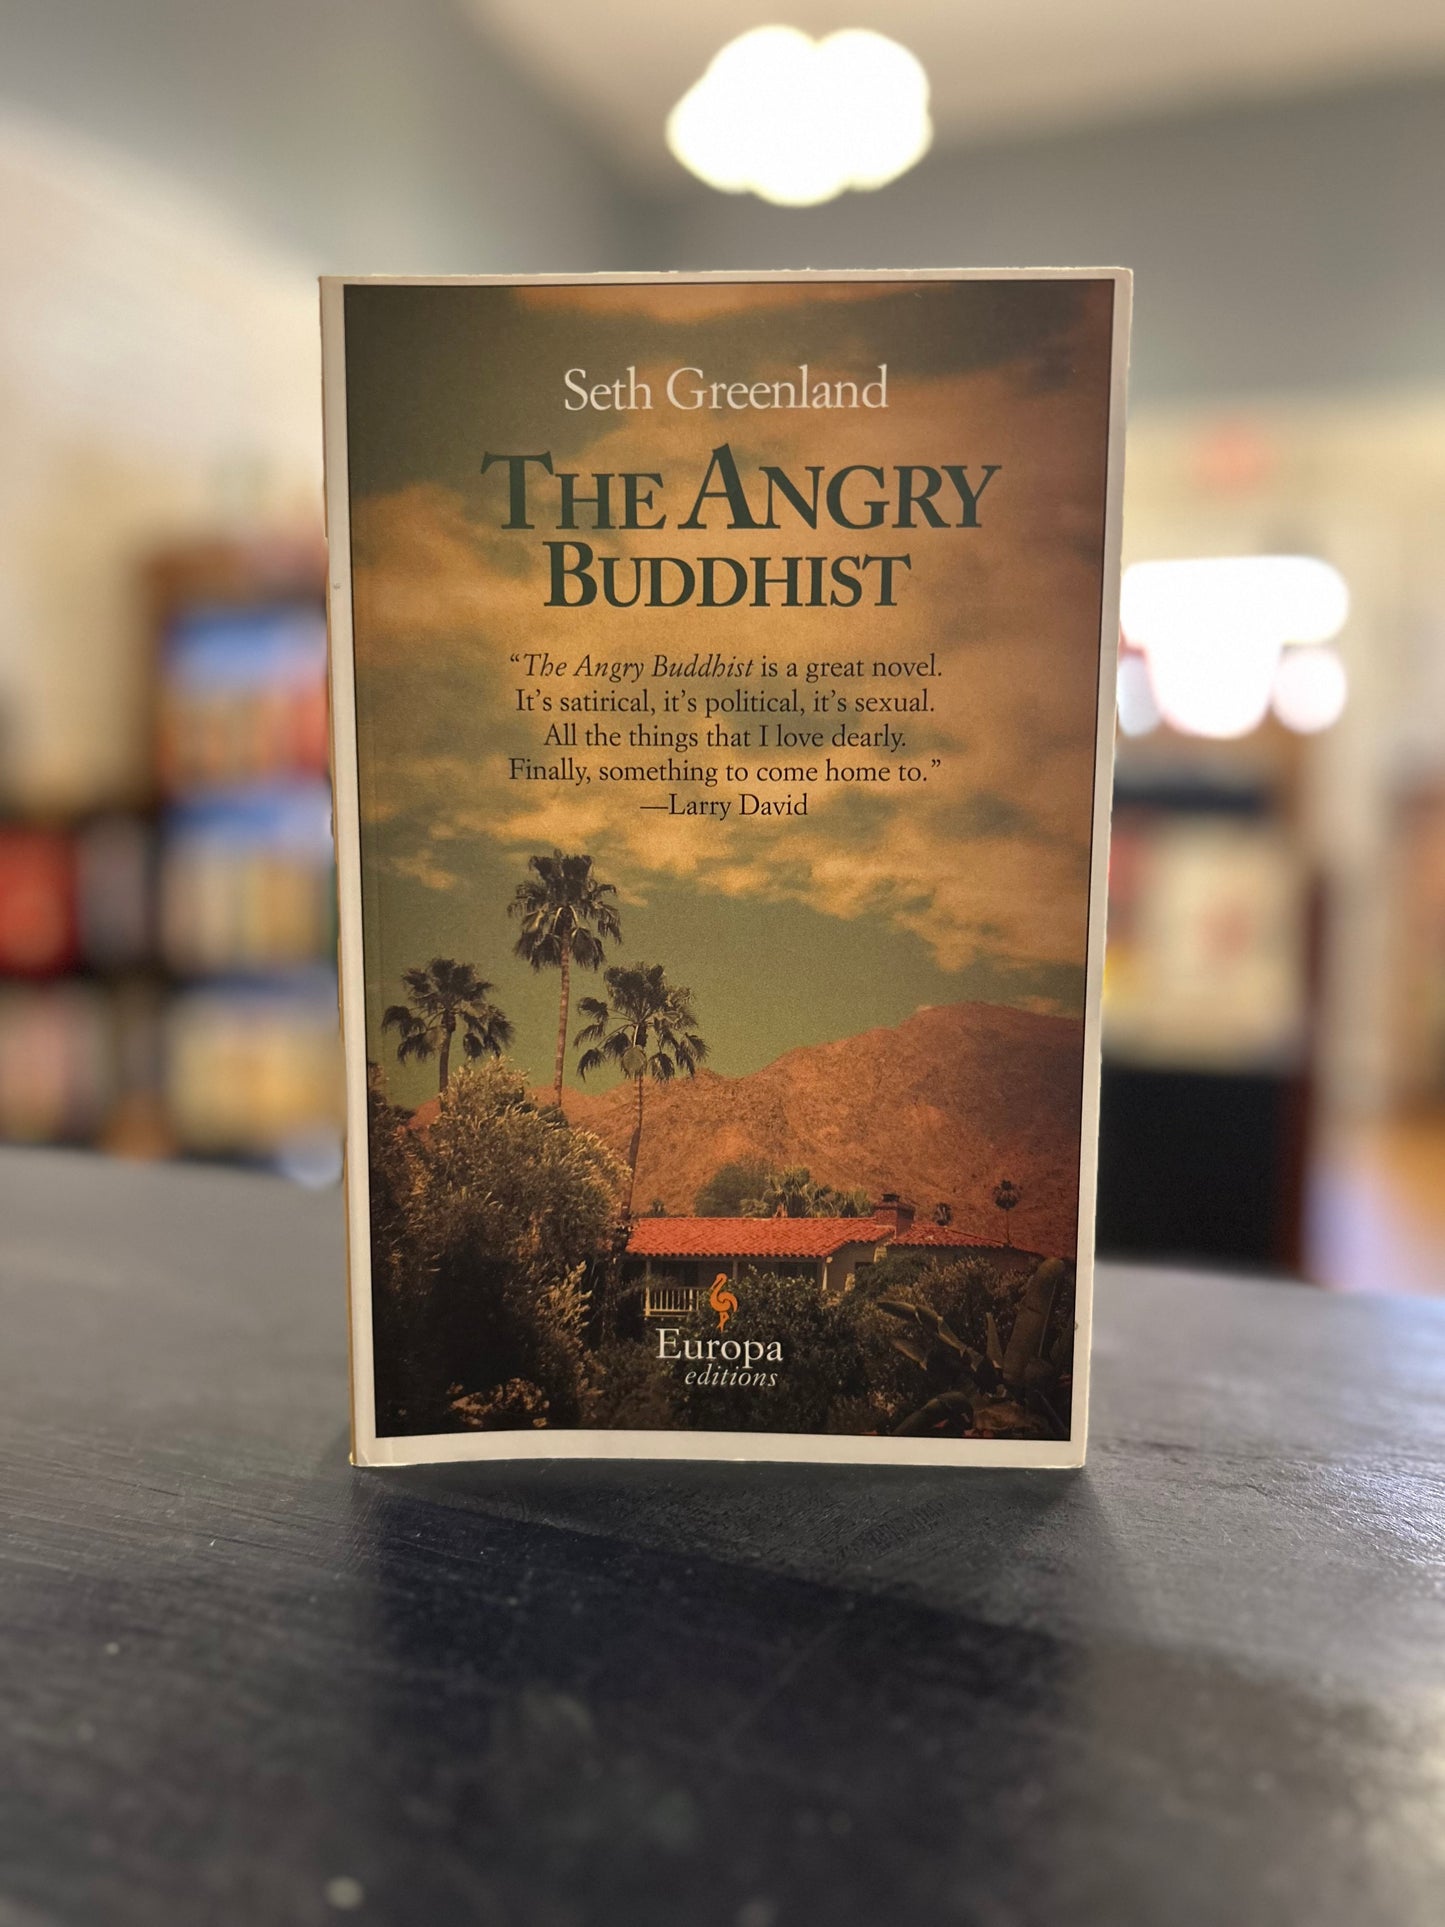 Seth Greenland
THE ANGRY
BUDDHIST
“The Angry Buddhist is a great novel.
It’s satirical, it’s political, it’s sexual.
All the things that I love dearly.
Finally, something to come home to.”
—Larry David
Europa
editions